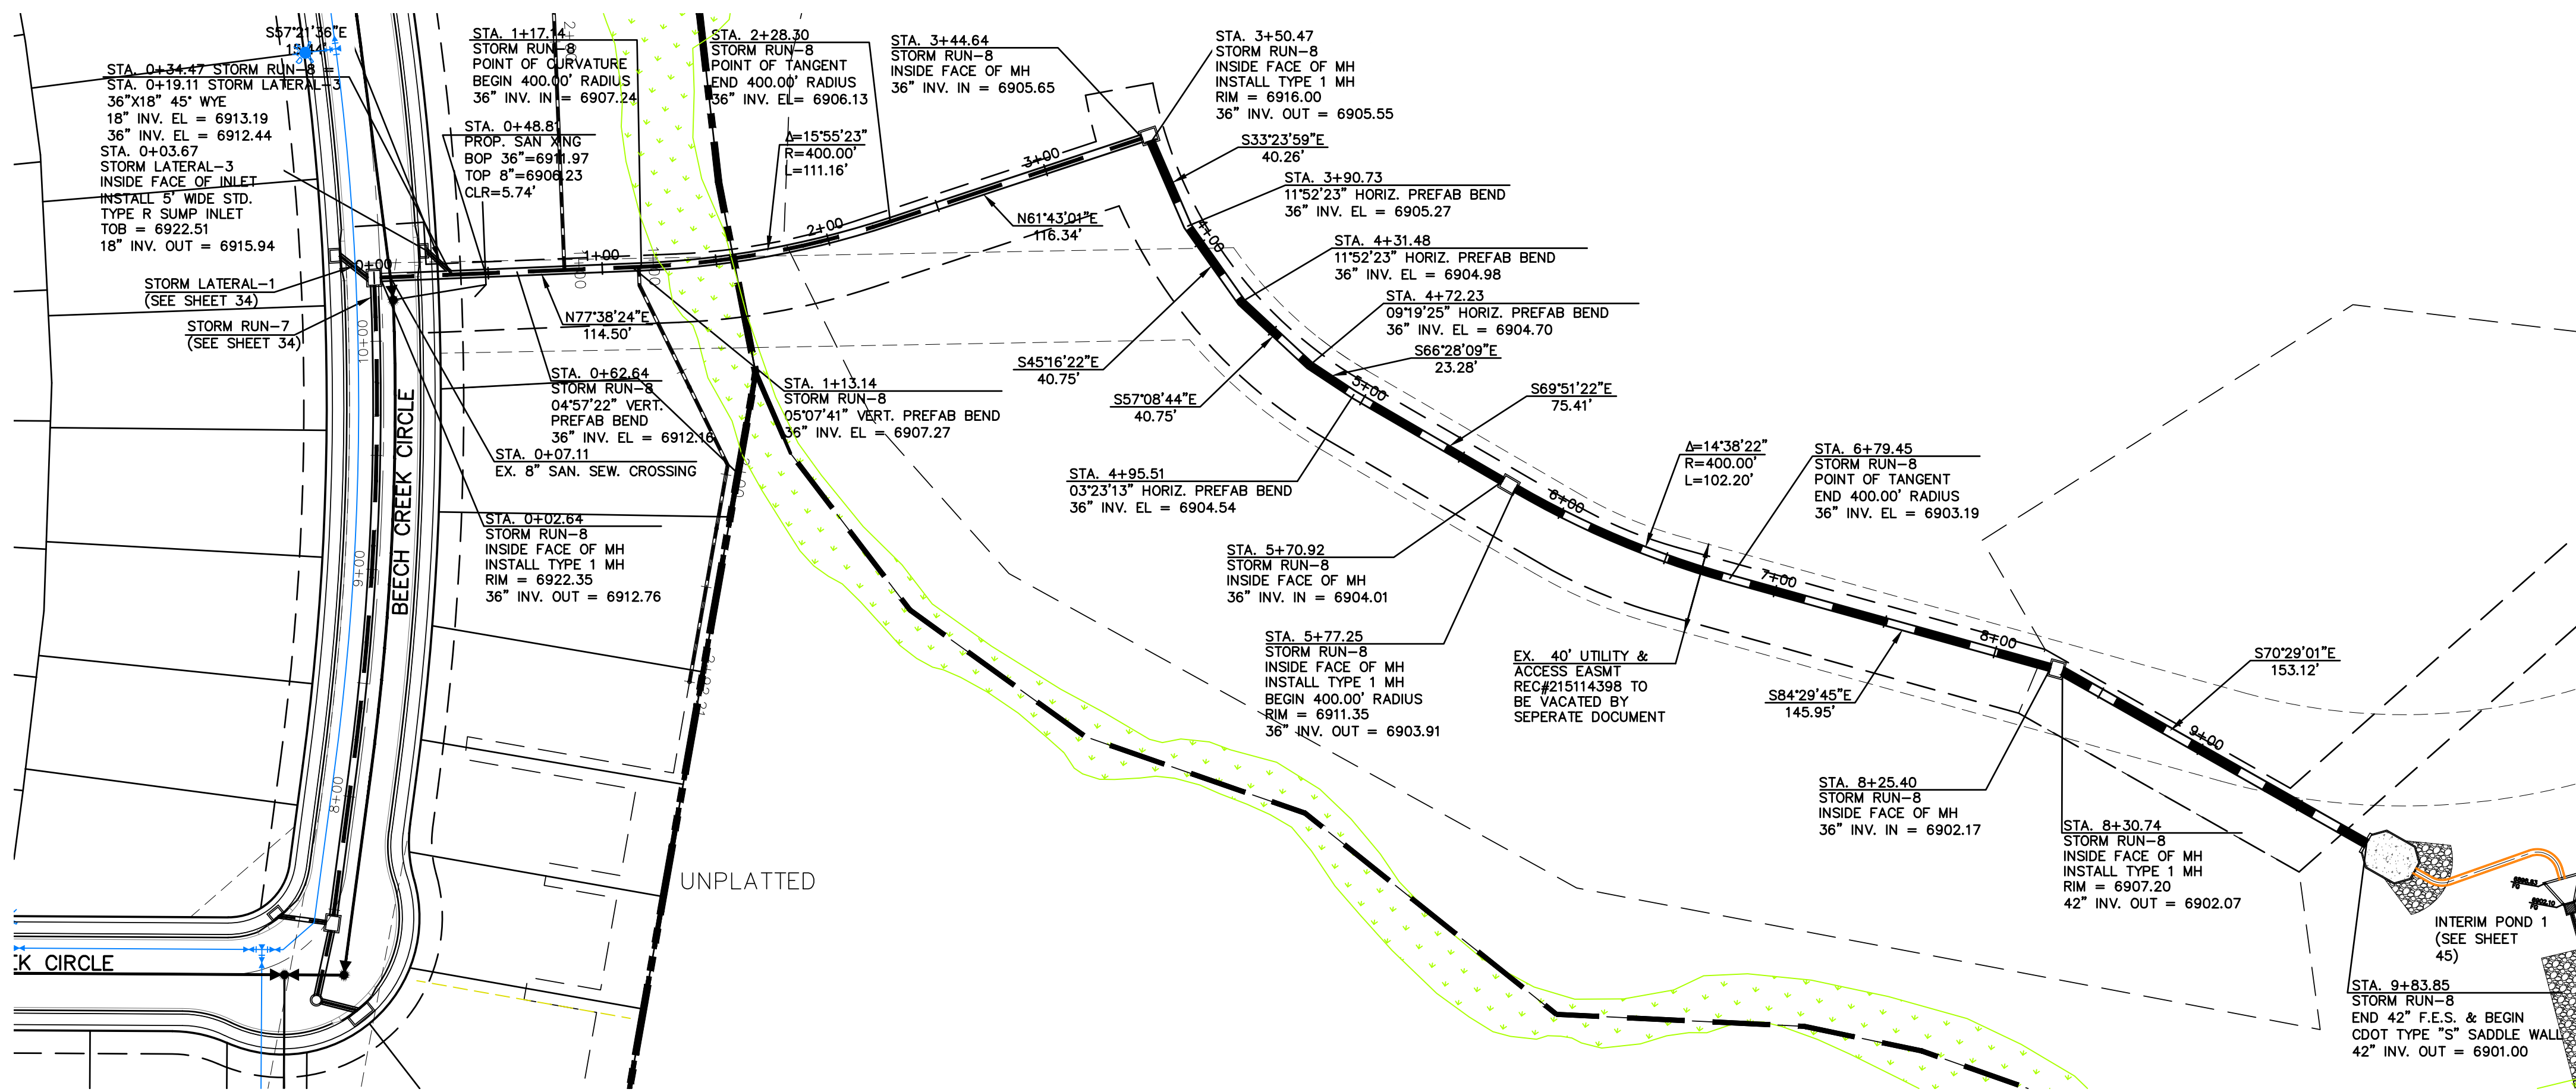 S57°21'36"E
15.44'
STA. 0+34.47 STORM RUN-8 =
STA. 0+19.11 STORM LATERAL-3
36"X18" 45° WYE
18" INV. EL = 6913.19
36" INV. EL = 6912.44
STA. 0+03.67
STORM LATERAL-3
INSIDE FACE OF INLET
INSTALL 5' WIDE STD.
TYPE R SUMP INLET
TOB = 6922.51
18" INV. OUT = 6915.94
STORM LATERAL-1
(SEE SHEET 34)
STORM RUN-7
(SEE SHEET 34)
STA. 1+17.14
STORM RUN-8
POINT OF CURVATURE
BEGIN 400.00' RADIUS
36" INV. IN = 6907.24
STA. 0+48.81
PROP. SAN XNG
BOP 36"=6911.97
TOP 8"=6906.23
CLR=5.74'
STA. 2+28.30
STORM RUN-8
POINT OF TANGENT
END 400.00' RADIUS
36" INV. EL= 6906.13
Δ=15°55'23"
R=400.00'
L=111.16'
STA. 3+44.64
STORM RUN-8
INSIDE FACE OF MH
36" INV. IN = 6905.65
STA. 3+50.47
STORM RUN-8
INSIDE FACE OF MH
INSTALL TYPE 1 MH
RIM = 6916.00
36" INV. OUT = 6905.55
S33°23'59"E
40.26'
STA. 3+90.73
11°52'23" HORIZ. PREFAB BEND
36" INV. EL = 6905.27
STA. 4+31.48
11°52'23" HORIZ. PREFAB BEND
36" INV. EL = 6904.98
STA. 4+72.23
09°19'25" HORIZ. PREFAB BEND
36" INV. EL = 6904.70
S66°28'09"E
23.28'
S69°51'22"E
75.41'
0+00
1+00
2+00
3+00
4+00
5+00
6+00
7+00
8+00
9+00
N77°38'24"E
114.50'
N61°43'01"E
116.34'
S45°16'22"E
40.75'
S57°08'44"E
40.75'
STA. 0+62.64
STORM RUN-8
04°57'22" VERT.
PREFAB BEND
36" INV. EL = 6912.16
STA. 1+13.14
STORM RUN-8
05°07'41" VERT. PREFAB BEND
36" INV. EL = 6907.27
STA. 0+07.11
EX. 8" SAN. SEW. CROSSING
STA. 0+02.64
STORM RUN-8
INSIDE FACE OF MH
INSTALL TYPE 1 MH
RIM = 6922.35
36" INV. OUT = 6912.76
10+00
9+00
8+00
BEECH CREEK CIRCLE
STA. 4+95.51
03°23'13" HORIZ. PREFAB BEND
36" INV. EL = 6904.54
STA. 5+70.92
STORM RUN-8
INSIDE FACE OF MH
36" INV. IN = 6904.01
STA. 5+77.25
STORM RUN-8
INSIDE FACE OF MH
INSTALL TYPE 1 MH
BEGIN 400.00' RADIUS
RIM = 6911.35
36" INV. OUT = 6903.91
Δ=14°38'22"
R=400.00'
L=102.20'
STA. 6+79.45
STORM RUN-8
POINT OF TANGENT
END 400.00' RADIUS
36" INV. EL = 6903.19
EX. 40' UTILITY &
ACCESS EASMT
REC#215114398 TO
BE VACATED BY
SEPERATE DOCUMENT
S84°29'45"E
145.95'
S70°29'01"E
153.12'
STA. 8+25.40
STORM RUN-8
INSIDE FACE OF MH
36" INV. IN = 6902.17
STA. 8+30.74
STORM RUN-8
INSIDE FACE OF MH
INSTALL TYPE 1 MH
RIM = 6907.20
42" INV. OUT = 6902.07
INTERIM POND 1
(SEE SHEET
45)
STA. 9+83.85
STORM RUN-8
END 42" F.E.S. & BEGIN
CDOT TYPE "S" SADDLE WALL
42" INV. OUT = 6901.00
UNPLATTED
EK CIRCLE